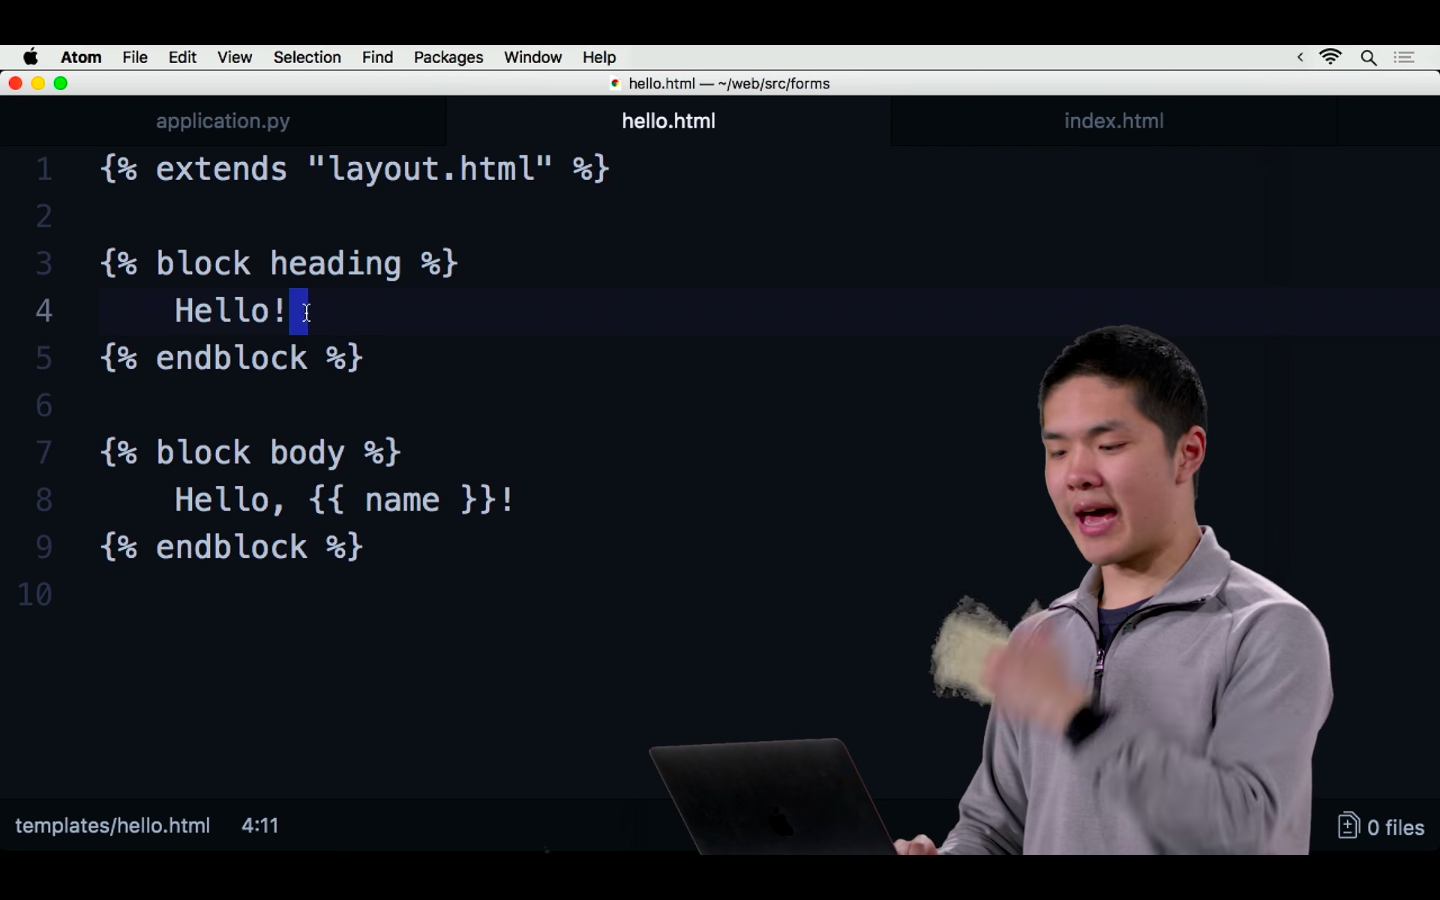 Atom File Edit View Selection Find Packages Window Help
hello.html — ~/web/src/forms
application.py hello.html index.html
1 {% extends "layout.html" %}
2
3 {% block heading %}
4     Hello!
5 {% endblock %}
6
7 {% block body %}
8     Hello, {{ name }}!
9 {% endblock %}
10
templates/hello.html 4:11 0 files